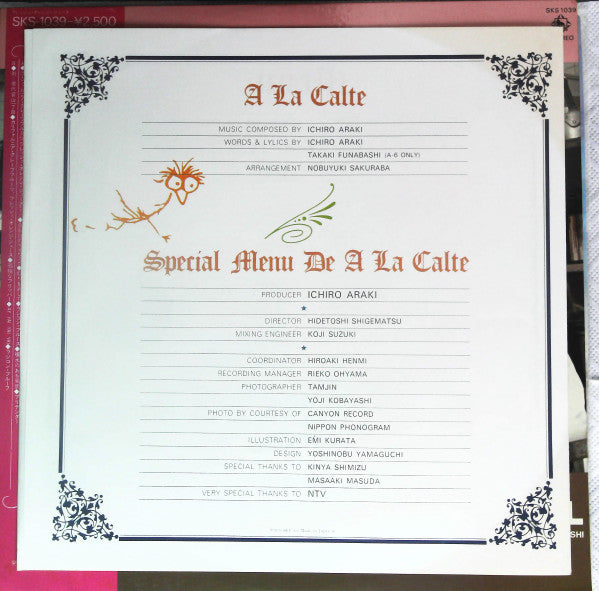 SKS 1039-¥2,500
SKS 1039
A La Calte
MUSIC COMPOSED BY ICHIRO ARAKI
WORDS & LYLICS BY ICHIRO ARAKI
TAKAKI FUNABASHI (A-6 ONLY)
ARRANGEMENT NOBUYUKI SAKURABA
Special Menu De A La Calte
PRODUCER ICHIRO ARAKI
★
DIRECTOR HIDETOSHI SHIGEMATSU
MIXING ENGINEER KOJI SUZUKI
★
COORDINATOR HIROAKI HENMI
RECORDING MANAGER RIEKO OHYAMA
PHOTOGRAPHER TAMJIN
YOJI KOBAYASHI
PHOTO BY COURTESY OF CANYON RECORD
NIPPON PHONOGRAM
ILLUSTRATION EMI KURATA
DESIGN YOSHINOBU YAMAGUCHI
SPECIAL THANKS TO KINYA SHIMIZU
MASAAKI MASUDA
VERY SPECIAL THANKS TO NTV